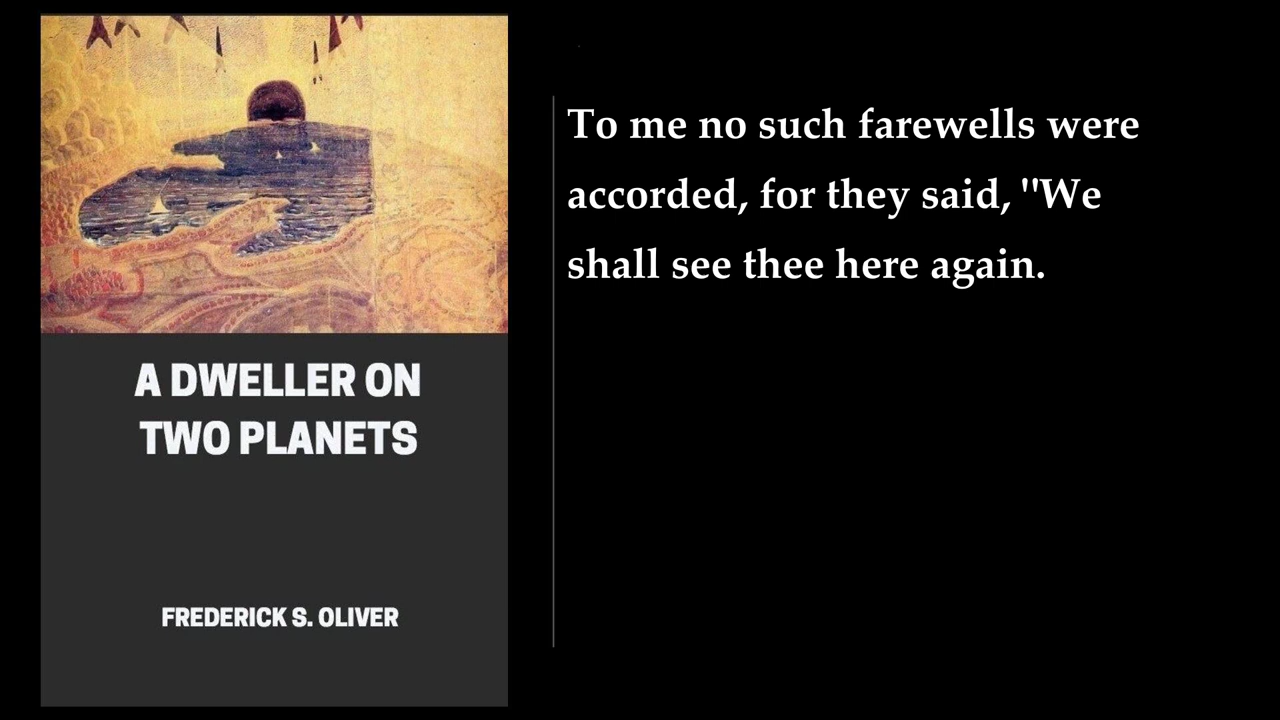 A DWELLER ON
TWO PLANETS
FREDERICK S. OLIVER
To me no such farewells were
accorded, for they said, "We
shall see thee here again.